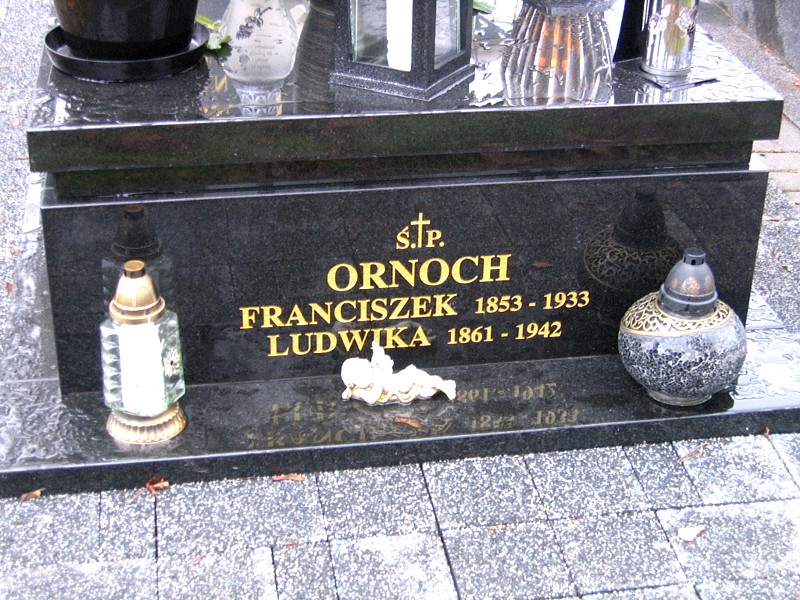 Ś.†P.
ORNOCH
FRANCISZEK 1853 - 1933
LUDWIKA 1861 - 1942